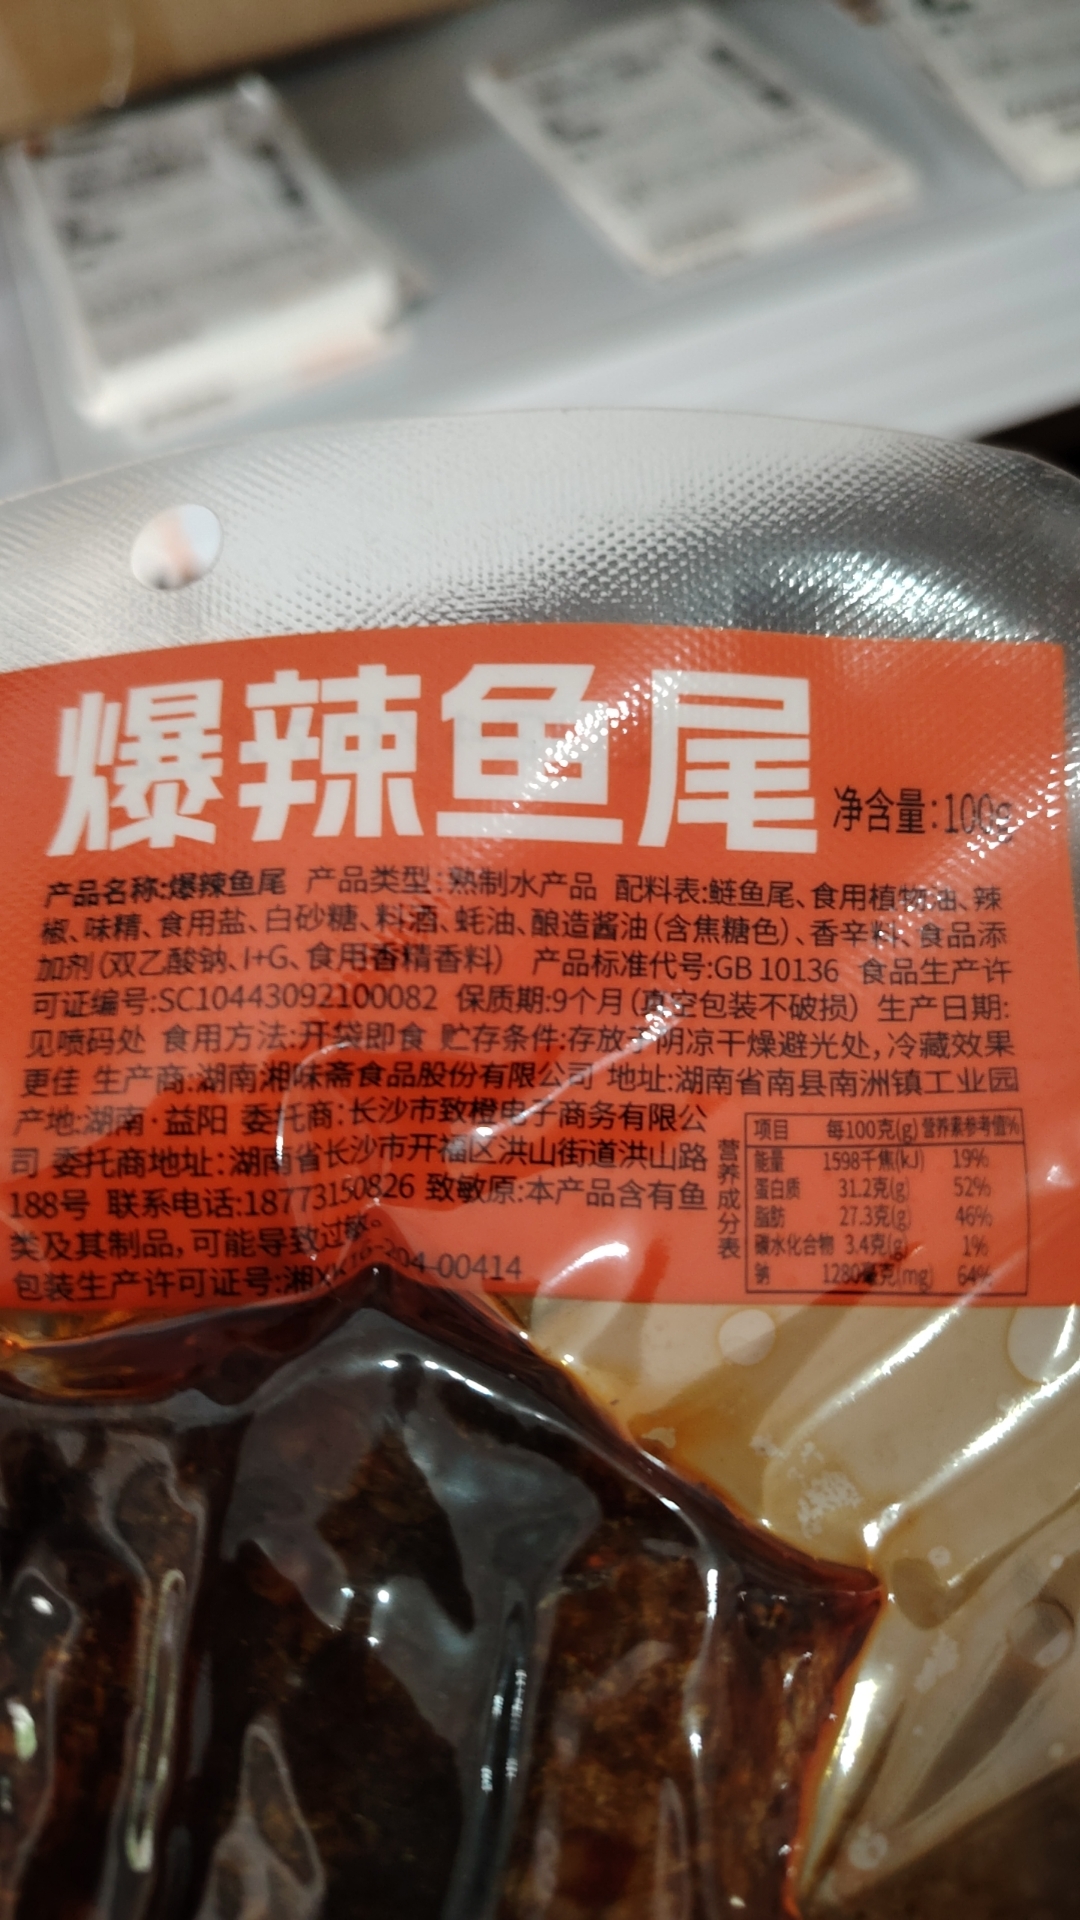 爆辣鱼尾
净含量:100g
产品名称:爆辣鱼尾 产品类型:熟制水产品 配料表:鲢鱼尾、食用植物油、辣
椒、味精、食用盐、白砂糖、料酒、蚝油、酿造酱油(含焦糖色)、香辛料、食品添
加剂(双乙酸钠、I+G、食用香精香料) 产品标准代号:GB 10136 食品生产许
可证编号:SC10443092100082 保质期:9个月(真空包装不破损) 生产日期:
见喷码处 食用方法:开袋即食 贮存条件:存放于阴凉干燥避光处,冷藏效果
更佳 生产商:湖南湘味斋食品股份有限公司 地址:湖南省南县南洲镇工业园
产地:湖南·益阳 委托商:长沙市致橙电子商务有限公
司 委托商地址:湖南省长沙市开福区洪山街道洪山路
188号 联系电话:18773150826 致敏原:本产品含有鱼
类及其制品,可能导致过敏。
包装生产许可证号:湘XK16-204-00414
营养成分表
项目 每100克(g) 营养素参考值%
能量 1598千焦(kJ) 19%
蛋白质 31.2克(g) 52%
脂肪 27.3克(g) 46%
碳水化合物 3.4克(g) 1%
钠 1280毫克(mg) 64%